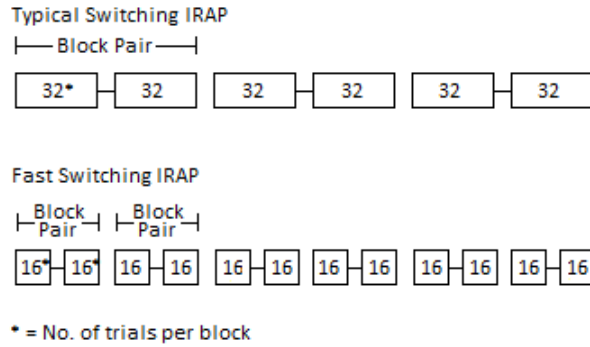 Typical Switching IRAP
Block Pair
32* 32 32 32 32 32
Fast Switching IRAP
Block Block
Pair Pair
16* 16* 16 16 16 16 16 16 16 16 16 16
* = No. of trials per block